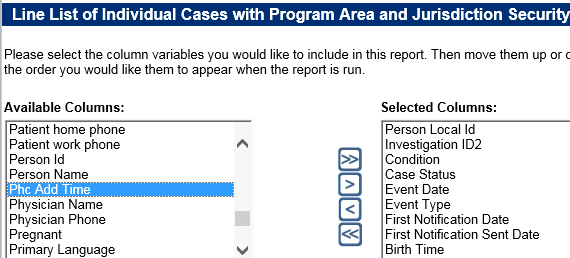 Line List of Individual Cases with Program Area and Jurisdiction Security
Please select the column variables you would like to include in this report. Then move them up or
the order you would like them to appear when the report is run.
Available Columns:
Patient home phone
Patient work phone
Person Id
Person Name
Phc Add Time
Physician Name
Physician Phone
Pregnant
Primary Language
>>
>
<
<<
Selected Columns:
Person Local Id
Investigation ID2
Condition
Case Status
Event Date
Event Type
First Notification Date
First Notification Sent Date
Birth Time